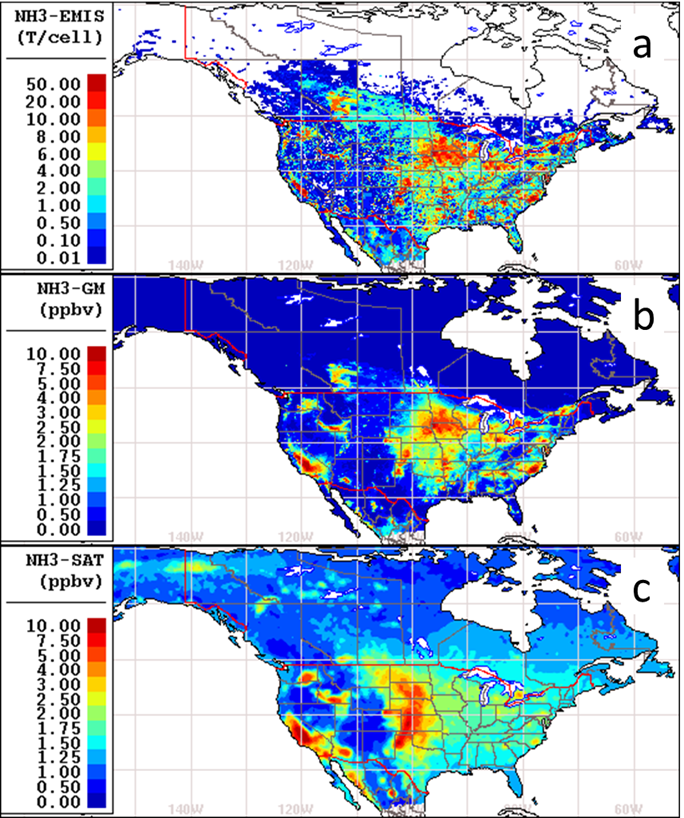 NH3-EMIS
(T/cell)
50.00
20.00
10.00
8.00
6.00
4.00
2.00
1.00
0.50
0.10
0.01
a
140W
120W
60W
NH3-GM
(ppbv)
10.00
7.50
5.00
4.00
3.00
2.50
2.00
1.75
1.50
1.25
1.00
0.50
0.00
b
140W
120W
60W
NH3-SAT
(ppbv)
10.00
7.50
5.00
4.00
3.00
2.50
2.00
1.75
1.50
1.25
1.00
0.50
0.00
c
140W
120W
60W